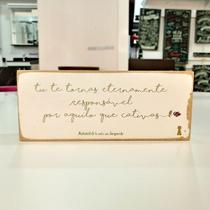 tu te tornas eternamente
responsável
por aquilo que cativas